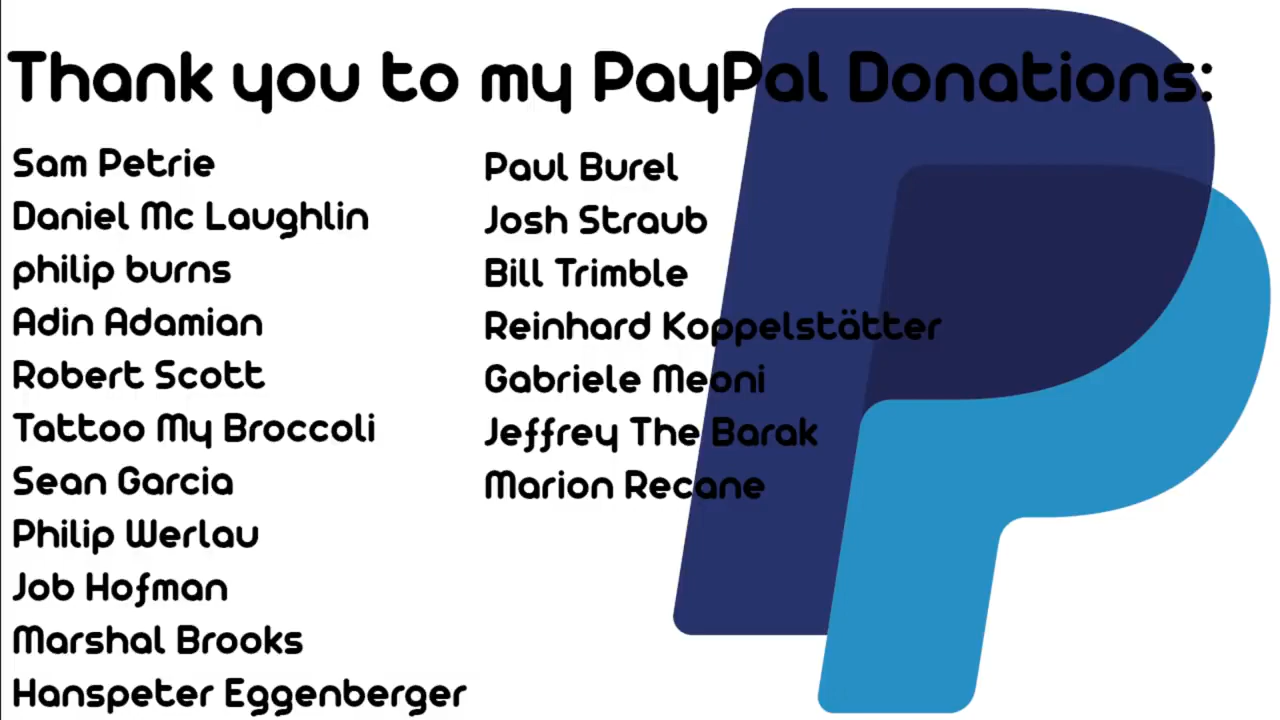 Thank you to my PayPal Donations:
Sam Petrie
Daniel Mc Laughlin
philip burns
Adin Adamian
Robert Scott
Tattoo My Broccoli
Sean Garcia
Philip Werlau
Job Hofman
Marshal Brooks
Hanspeter Eggenberger
Paul Burel
Josh Straub
Bill Trimble
Reinhard Koppelstätter
Gabriele Meoni
Jeffrey The Barak
Marion Recane